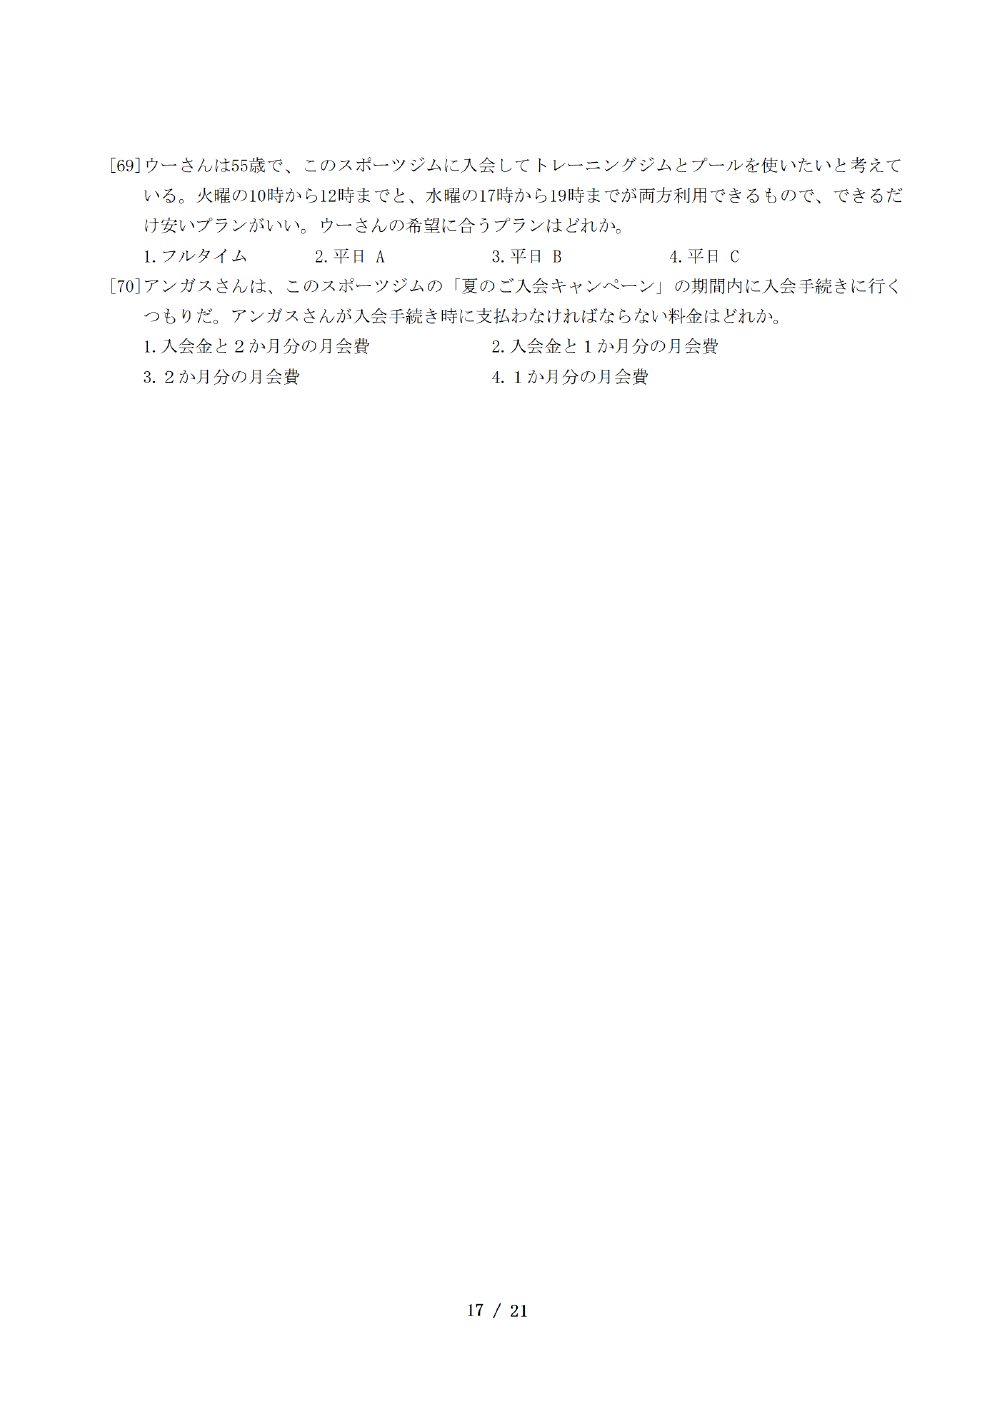 [69]ウーさんは55歳で、このスポーツジムに入会してトレーニングジムとプールを使いたいと考えて
いる。火曜の10時から12時までと、水曜の17時から19時までが両方利用できるもので、できるだ
け安いプランがいい。ウーさんの希望に合うプランはどれか。
1.フルタイム 2.平日 A 3.平日 B 4.平日 C
[70]アンガスさんは、このスポーツジムの「夏のご入会キャンペーン」の期間内に入会手続きに行く
つもりだ。アンガスさんが入会手続き時に支払わなければならない料金はどれか。
1.入会金と２か月分の月会費 2.入会金と１か月分の月会費
3.２か月分の月会費 4.１か月分の月会費
17 / 21